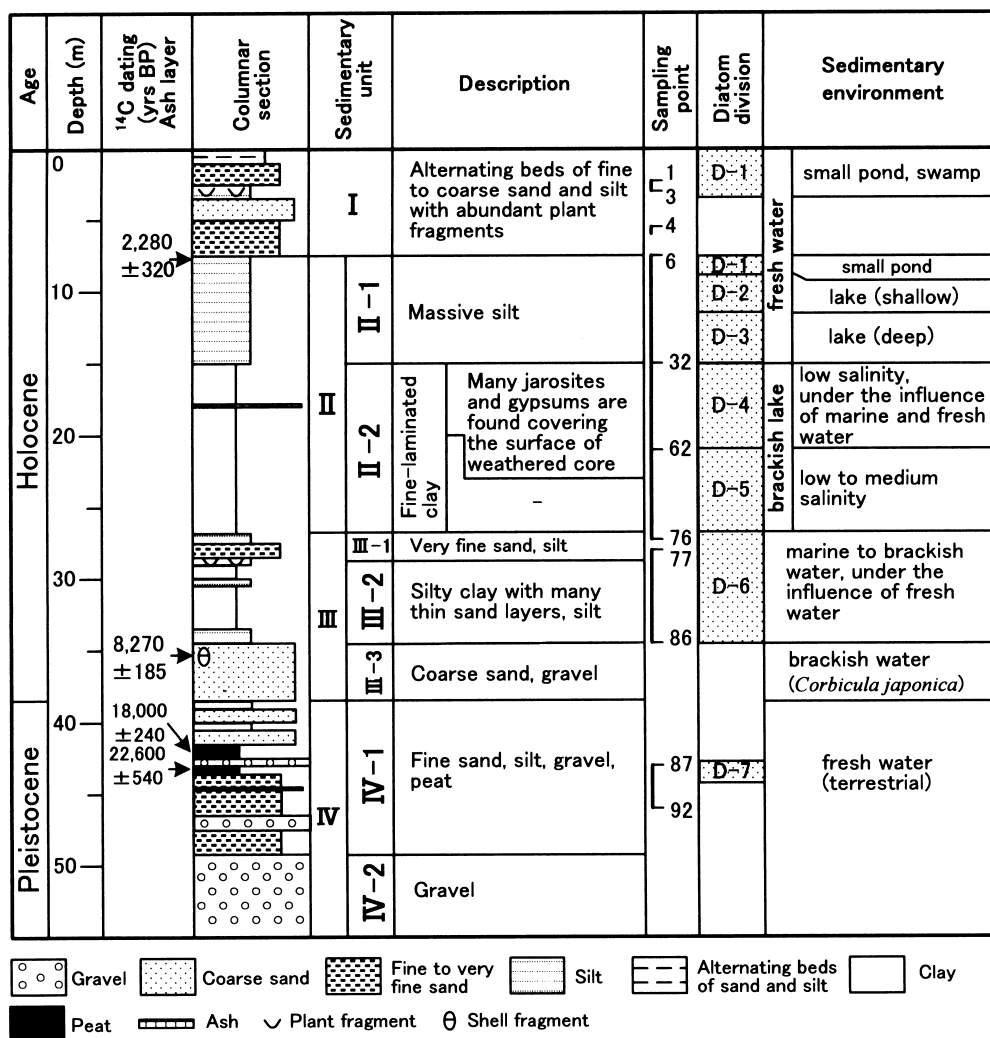 Age
Depth (m)
¹⁴C dating
(yrs BP)
Ash layer
Columnar
section
Sedimentary
unit
Description
Sampling
point
Diatom
division
Sedimentary
environment
Holocene
Pleistocene
0
10
20
30
40
50
2,280
±320
8,270
±185
18,000
±240
22,600
±540
I
II
II-1
II-2
III
III-1
III-2
III-3
IV
IV-1
IV-2
Alternating beds of fine
to coarse sand and silt
with abundant plant
fragments
Massive silt
Fine-laminated
clay
Many jarosites
and gypsums are
found covering
the surface of
weathered core
-
Very fine sand, silt
Silty clay with many
thin sand layers, silt
Coarse sand, gravel
Fine sand, silt, gravel,
peat
Gravel
1
3
4
6
32
62
76
77
86
87
92
D-1
D-1
D-2
D-3
D-4
D-5
D-6
D-7
fresh water
brackish lake
small pond, swamp
small pond
lake (shallow)
lake (deep)
low salinity,
under the influence
of marine and fresh
water
low to medium
salinity
marine to brackish
water, under the
influence of fresh
water
brackish water
(Corbicula japonica)
fresh water
(terrestrial)
Gravel
Coarse sand
Fine to very
fine sand
Silt
Alternating beds
of sand and silt
Clay
Peat
Ash
Plant fragment
Shell fragment